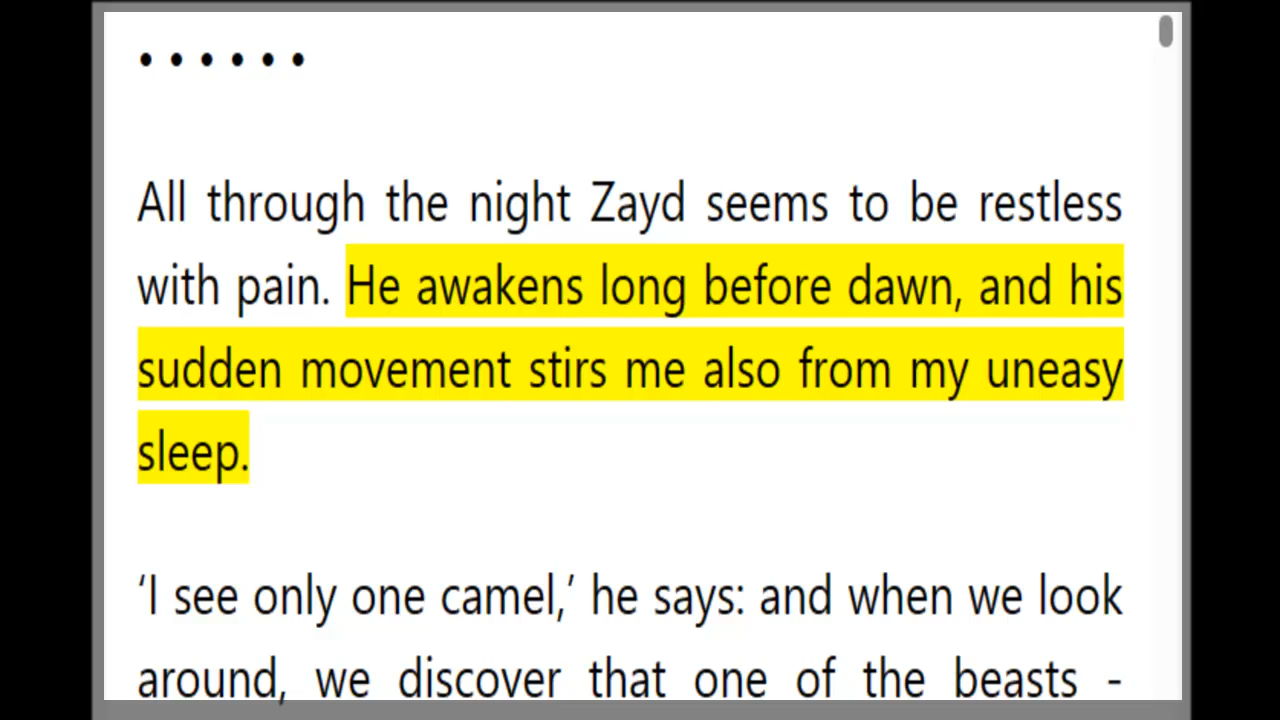 • • • • • •
All through the night Zayd seems to be restless
with pain. He awakens long before dawn, and his
sudden movement stirs me also from my uneasy
sleep.
‘I see only one camel,’ he says: and when we look
around, we discover that one of the beasts -